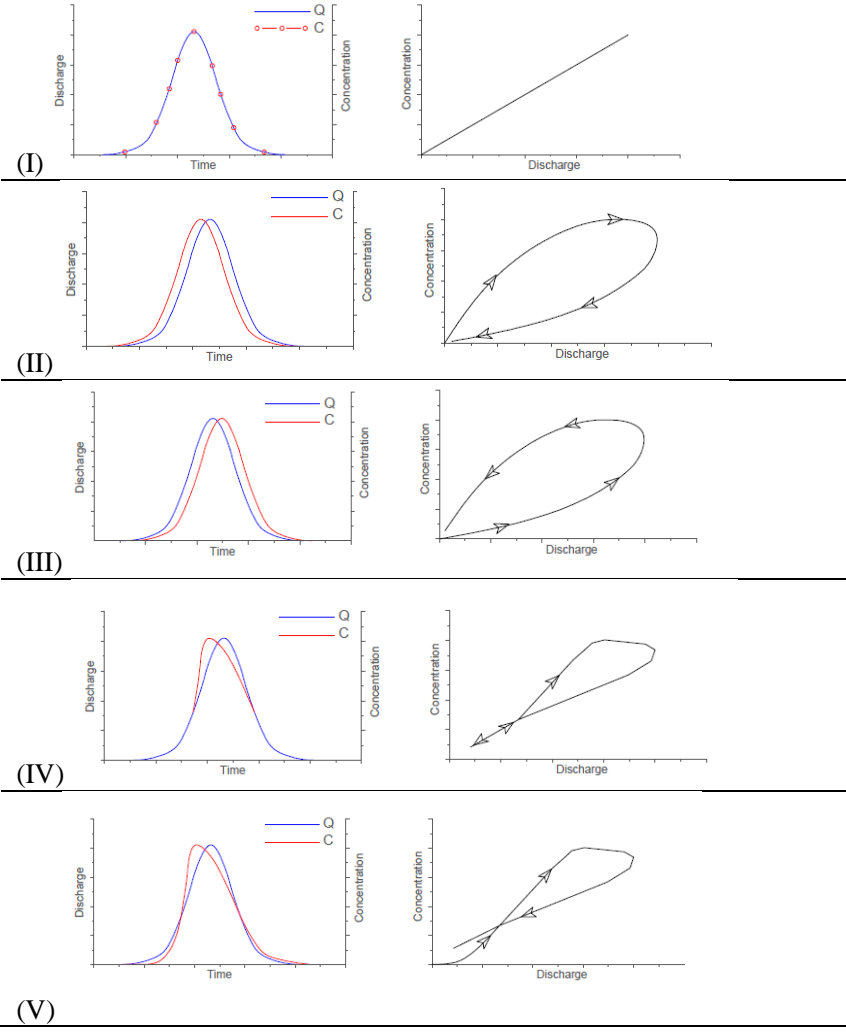 Q
C
Discharge
Concentration
Time
Concentration
Discharge
(I)
Q
C
Discharge
Concentration
Time
Concentration
Discharge
(II)
Q
C
Discharge
Concentration
Time
Concentration
Discharge
(III)
Q
C
Discharge
Concentration
Time
Concentration
Discharge
(IV)
Q
C
Discharge
Concentration
Time
Concentration
Discharge
(V)